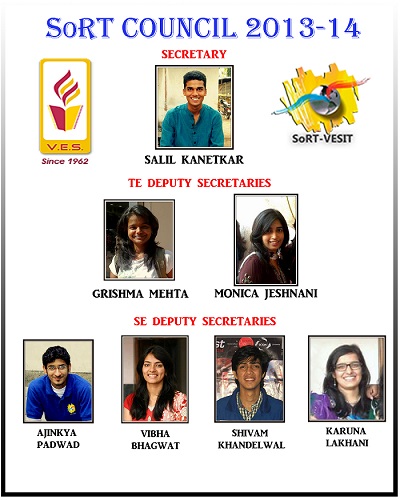 SoRT COUNCIL 2013-14
SECRETARY
V.E.S.
Since 1962
SoRT-VESIT
SALIL KANETKAR
TE DEPUTY SECRETARIES
GRISHMA MEHTA
MONICA JESHNANI
SE DEPUTY SECRETARIES
AJINKYA
PADWAD
VIBHA
BHAGWAT
SHIVAM
KHANDELWAL
KARUNA
LAKHANI